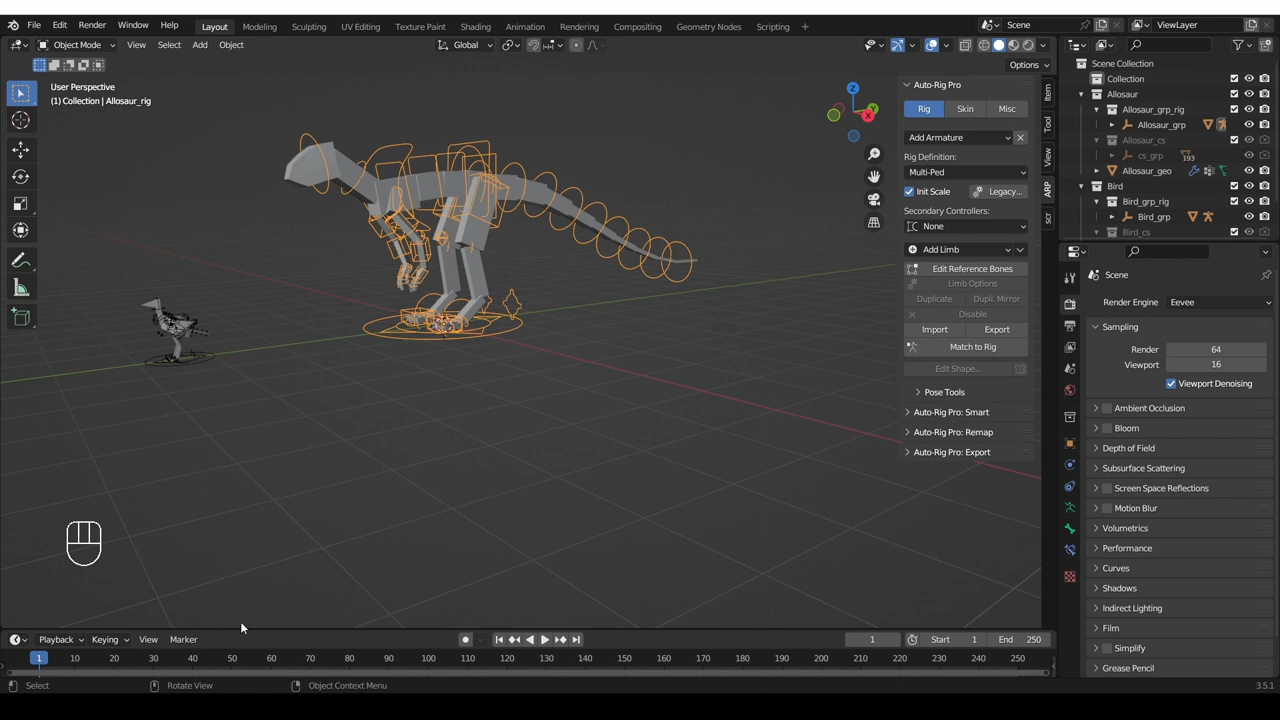 File Edit Render Window Help Layout Modeling Sculpting UV Editing Texture Paint Shading Animation Rendering Compositing Geometry Nodes Scripting + Scene ViewLayer
Object Mode View Select Add Object Global
Options
User Perspective
(1) Collection | Allosaur_rig
Z
Y
X
Item
Tool
View
ARP
scr
Auto-Rig Pro
Rig Skin Misc
Add Armature
Rig Definition:
Multi-Ped
Init Scale Legacy...
Secondary Controllers:
None
Add Limb
Edit Reference Bones
Limb Options
Duplicate Dupli. Mirror
Disable
Import Export
Match to Rig
Edit Shape...
Pose Tools
Auto-Rig Pro: Smart
Auto-Rig Pro: Remap
Auto-Rig Pro: Export
Scene Collection
Collection
Allosaur
Allosaur_grp_rig
Allosaur_grp
Allosaur_cs
cs_grp 193
Allosaur_geo
Bird
Bird_grp_rig
Bird_grp
Bird_cs
Scene
Render Engine Eevee
Sampling
Render 64
Viewport 16
Viewport Denoising
Ambient Occlusion
Bloom
Depth of Field
Subsurface Scattering
Screen Space Reflections
Motion Blur
Volumetrics
Performance
Curves
Shadows
Indirect Lighting
Film
Simplify
Grease Pencil
Playback Keying View Marker 1 Start 1 End 250
1 10 20 30 40 50 60 70 80 90 100 110 120 130 140 150 160 170 180 190 200 210 220 230 240 250
Select Rotate View Object Context Menu 3.5.1